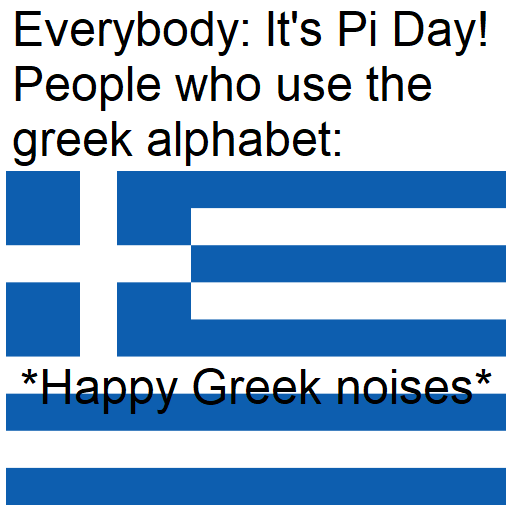 Everybody: It's Pi Day!
People who use the
greek alphabet:
*Happy Greek noises*